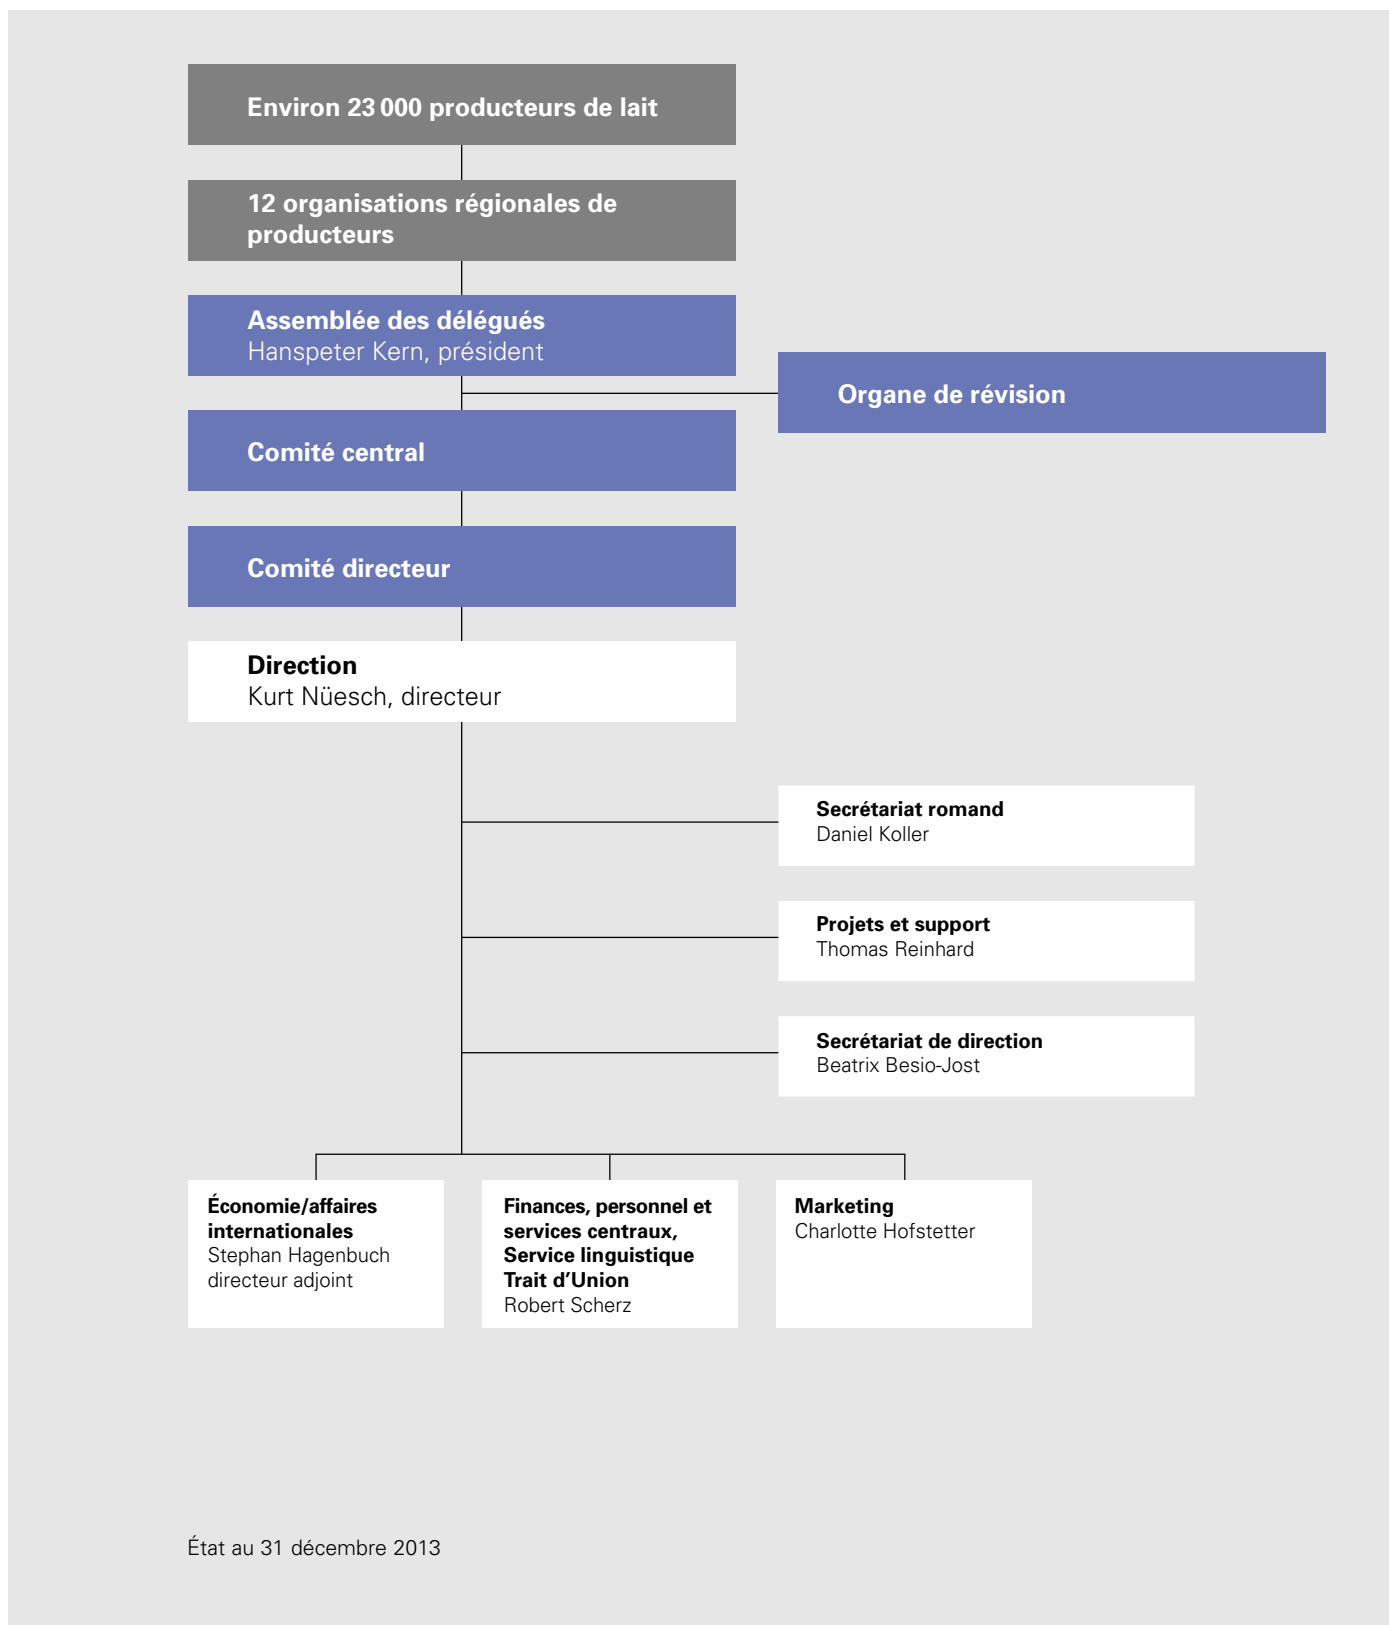 Environ 23 000 producteurs de lait
12 organisations régionales de
producteurs
Assemblée des délégués
Hanspeter Kern, président
Organe de révision
Comité central
Comité directeur
Direction
Kurt Nüesch, directeur
Secrétariat romand
Daniel Koller
Projets et support
Thomas Reinhard
Secrétariat de direction
Beatrix Besio-Jost
Économie/affaires
internationales
Stephan Hagenbuch
directeur adjoint
Finances, personnel et
services centraux,
Service linguistique
Trait d’Union
Robert Scherz
Marketing
Charlotte Hofstetter
État au 31 décembre 2013